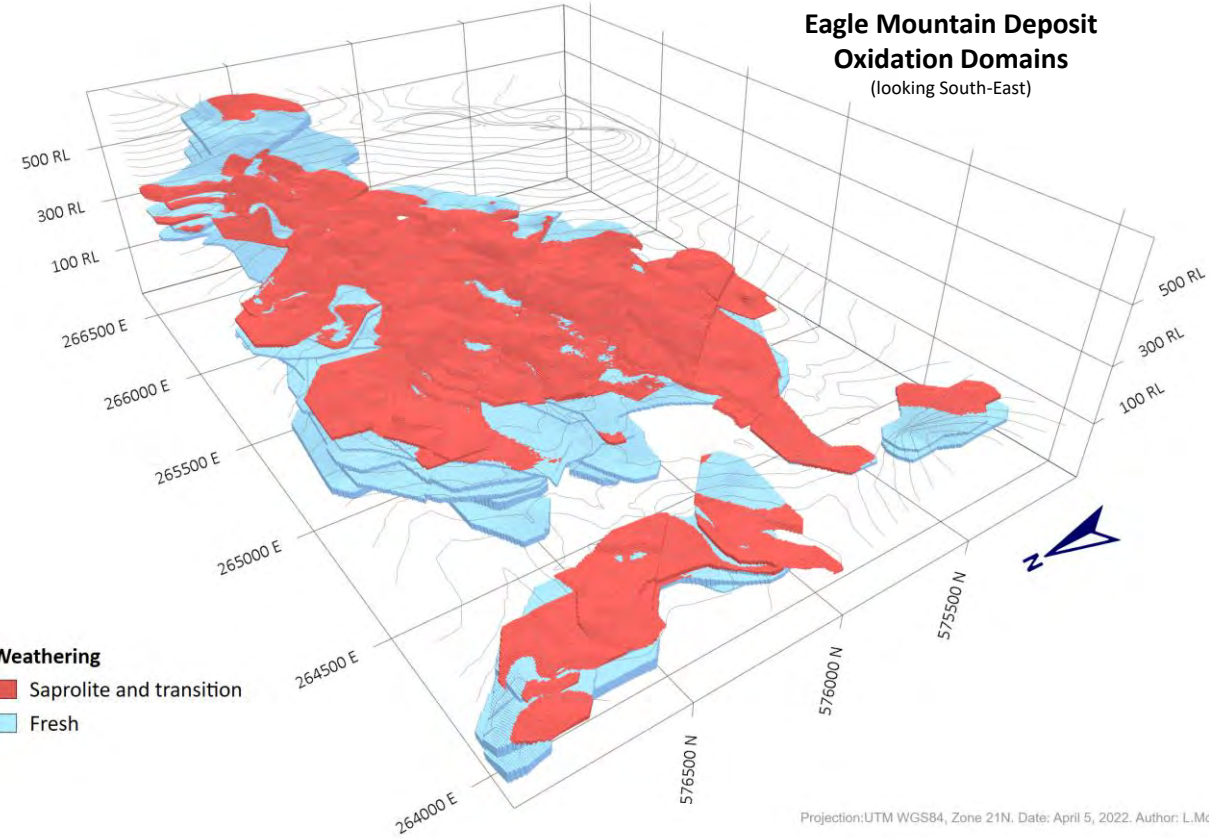 Eagle Mountain Deposit
Oxidation Domains
(looking South-East)
500 RL
300 RL
100 RL
266500 E
266000 E
265500 E
265000 E
264500 E
264000 E
500 RL
300 RL
100 RL
N
575500 N
576000 N
576500 N
Weathering
Saprolite and transition
Fresh
Projection:UTM WGS84, Zone 21N. Date: April 5, 2022. Author: L.Mc